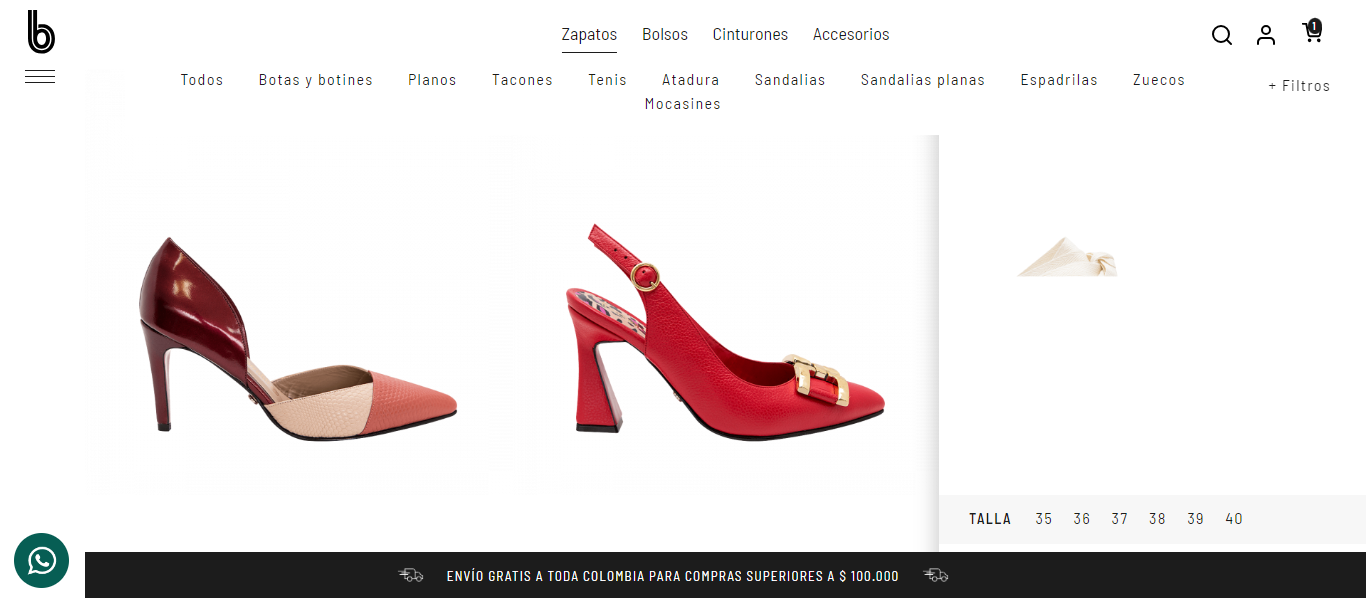 b
Zapatos Bolsos Cinturones Accesorios
1
Todos Botas y botines Planos Tacones Tenis Atadura Sandalias Sandalias planas Espadrilas Zuecos
Mocasines
+ Filtros
TALLA 35 36 37 38 39 40
ENVÍO GRATIS A TODA COLOMBIA PARA COMPRAS SUPERIORES A $ 100.000